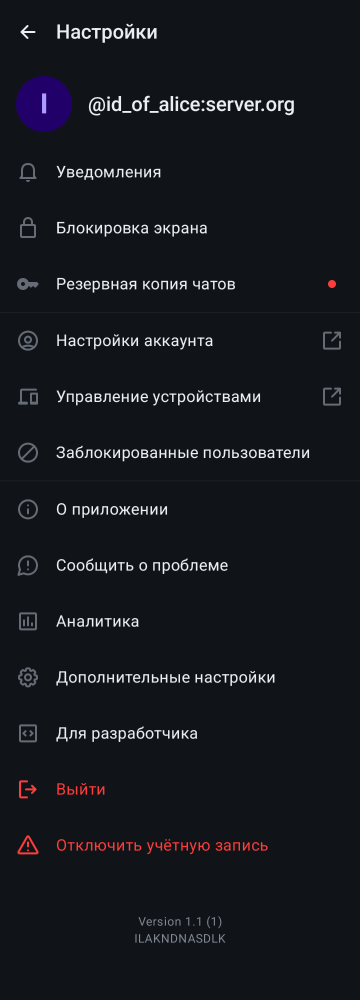 Настройки
I
@id_of_alice:server.org
Уведомления
Блокировка экрана
Резервная копия чатов
Настройки аккаунта
Управление устройствами
Заблокированные пользователи
О приложении
Сообщить о проблеме
Аналитика
Дополнительные настройки
Для разработчика
Выйти
Отключить учётную запись
Version 1.1 (1)
ILAKNDNASDLK